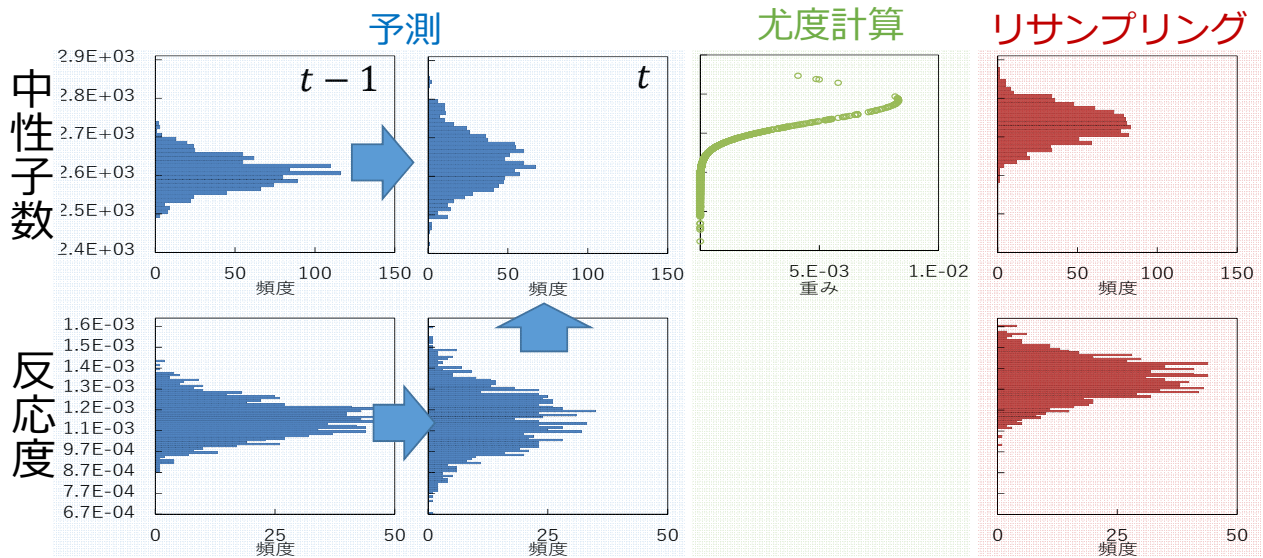 予測
尤度計算
リサンプリング
中性子数
t − 1
t
2.9E+03
2.8E+03
2.7E+03
2.6E+03
2.5E+03
2.4E+03
0 50 100 150
頻度
0 50 100 150
頻度
5.E-03 1.E-02
重み
0 50 100 150
頻度
反応度
1.6E-03
1.5E-03
1.4E-03
1.3E-03
1.2E-03
1.1E-03
9.7E-04
8.7E-04
7.7E-04
6.7E-04
0 25 50
頻度
0 25 50
頻度
0 25 50
頻度